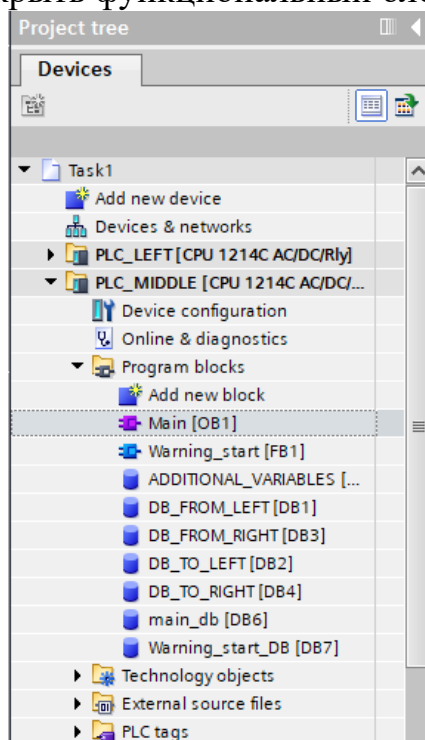 крыть функциональный
Project tree
Devices
Task1
Add new device
Devices & networks
PLC_LEFT [CPU 1214C AC/DC/Rly]
PLC_MIDDLE [CPU 1214C AC/DC/...
Device configuration
Online & diagnostics
Program blocks
Add new block
Main [OB1]
Warning_start [FB1]
ADDITIONAL_VARIABLES [...
DB_FROM_LEFT [DB1]
DB_FROM_RIGHT [DB3]
DB_TO_LEFT [DB2]
DB_TO_RIGHT [DB4]
main_db [DB6]
Warning_start_DB [DB7]
Technology objects
External source files
PLC tags